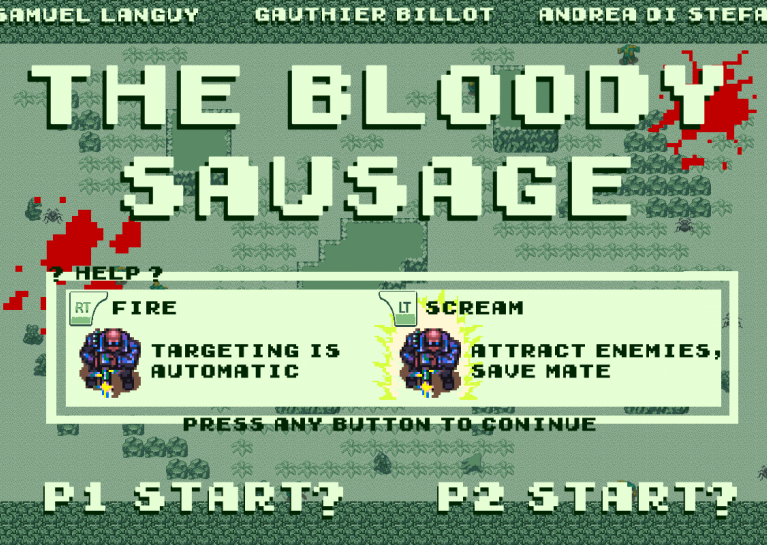 SAMUEL LANGUY GAUTHIER BILLOT ANDREA DI STEFA
THE BLOODY
SAUSAGE
? HELP ?
RT FIRE
TARGETING IS
AUTOMATIC
LT SCREAM
ATTRACT ENEMIES,
SAVE MATE
PRESS ANY BUTTON TO CONINUE
P1 START? P2 START?